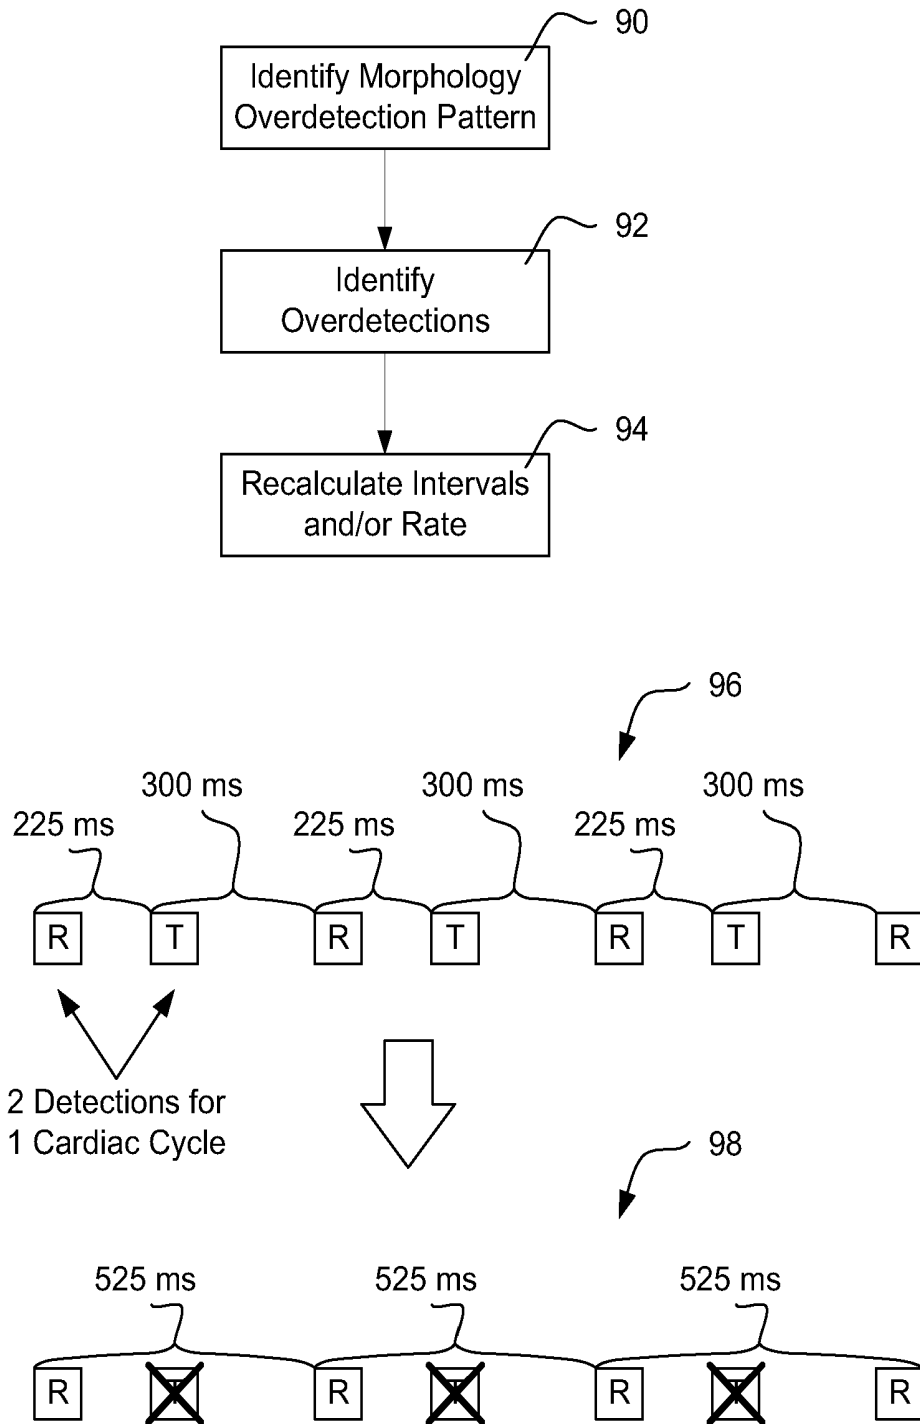 90
Identify Morphology
Overdetection Pattern
92
Identify
Overdetections
94
Recalculate Intervals
and/or Rate
96
300 ms 300 ms 300 ms
225 ms 225 ms 225 ms
R T R T R T R
2 Detections for
1 Cardiac Cycle
98
525 ms 525 ms 525 ms
R T R T R T R